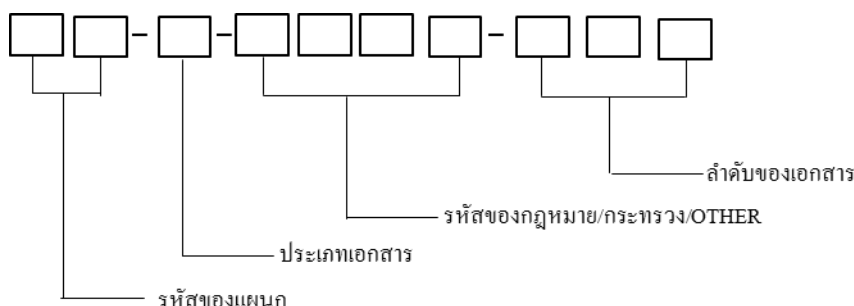 ลำดับของเอกสาร
รหัสของกฎหมาย/กระทรวง/OTHER
ประเภทเอกสาร
รหัสของแผนก